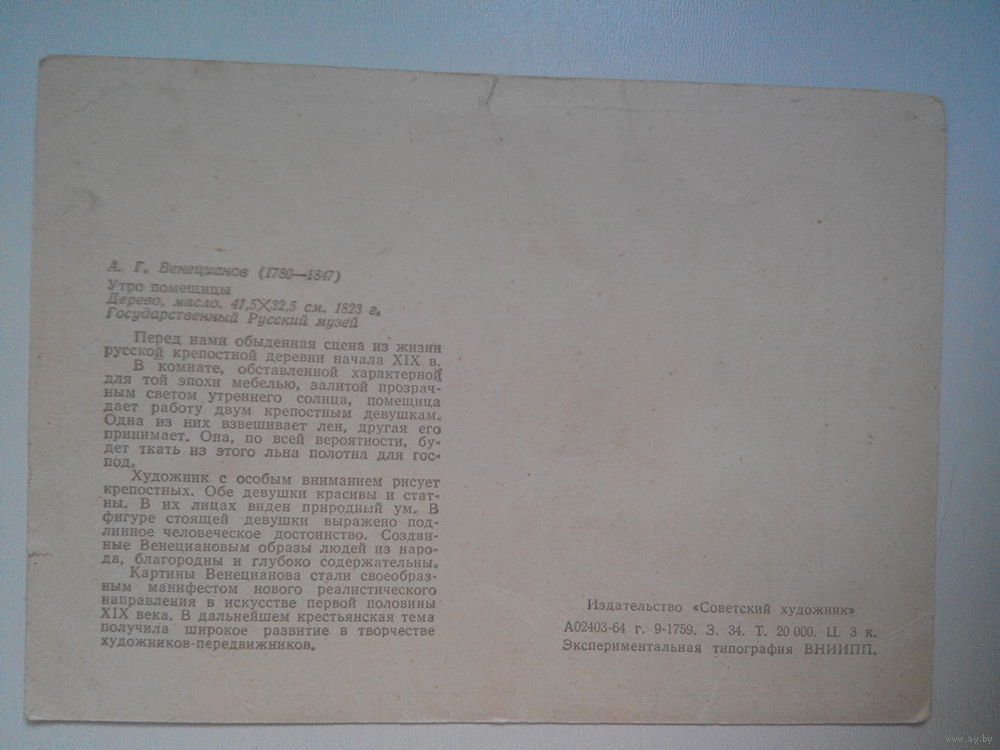 А. Г. Венецианов (1780—1847)
Утро помещицы
Дерево, масло. 41,5×32,5 см. 1823 г.
Государственный Русский музей
Перед нами обыденная сцена из жизни
русской крепостной деревни начала XIX в.
В комнате, обставленной характерной
для той эпохи мебелью, залитой прозрач-
ным светом утреннего солнца, помещица
дает работу двум крепостным девушкам.
Одна из них взвешивает лен, другая его
принимает. Она, по всей вероятности, бу-
дет ткать из этого льна полотна для гос-
под.
Художник с особым вниманием рисует
крепостных. Обе девушки красивы и стат-
ны. В их лицах виден природный ум. В
фигуре стоящей девушки выражено под-
линное человеческое достоинство. Создан-
ные Венециановым образы людей из наро-
да, благородны и глубоко содержательны.
Картины Венецианова стали своеобраз-
ным манифестом нового реалистического
направления в искусстве первой половины
XIX века. В дальнейшем крестьянская тема
получила широкое развитие в творчестве
художников-передвижников.
Издательство «Советский художник»
А02403-64 г. 9-1759. З. 34. Т. 20 000. Ц. 3 к.
Экспериментальная типография ВНИИПП.
www.ay.by